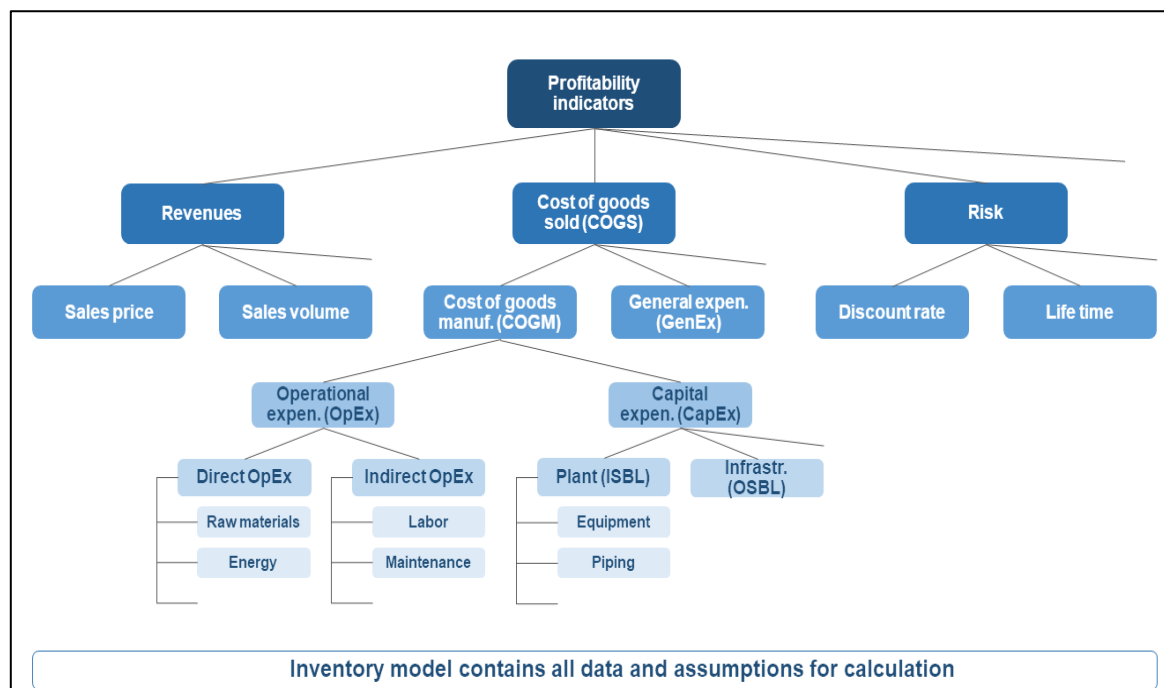 Profitability
indicators
Revenues
Cost of goods
sold (COGS)
Risk
Sales price
Sales volume
Cost of goods
manuf. (COGM)
General expen.
(GenEx)
Discount rate
Life time
Operational
expen. (OpEx)
Capital
expen. (CapEx)
Direct OpEx
Indirect OpEx
Plant (ISBL)
Infrastr.
(OSBL)
Raw materials
Labor
Equipment
Energy
Maintenance
Piping
Inventory model contains all data and assumptions for calculation